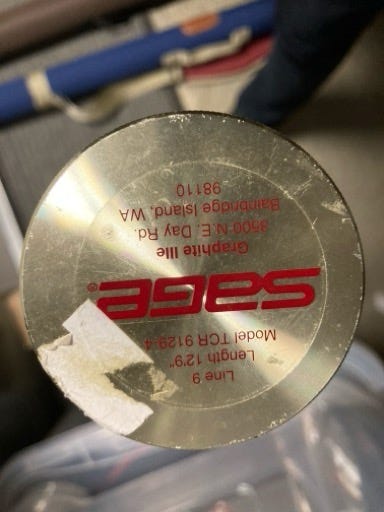 Line 9
Length 12'9"
Model TCR 9129-4
SAGE®
Graphite IIIe
8500 N.E. Day Rd.
Bainbridge Island, WA
98110